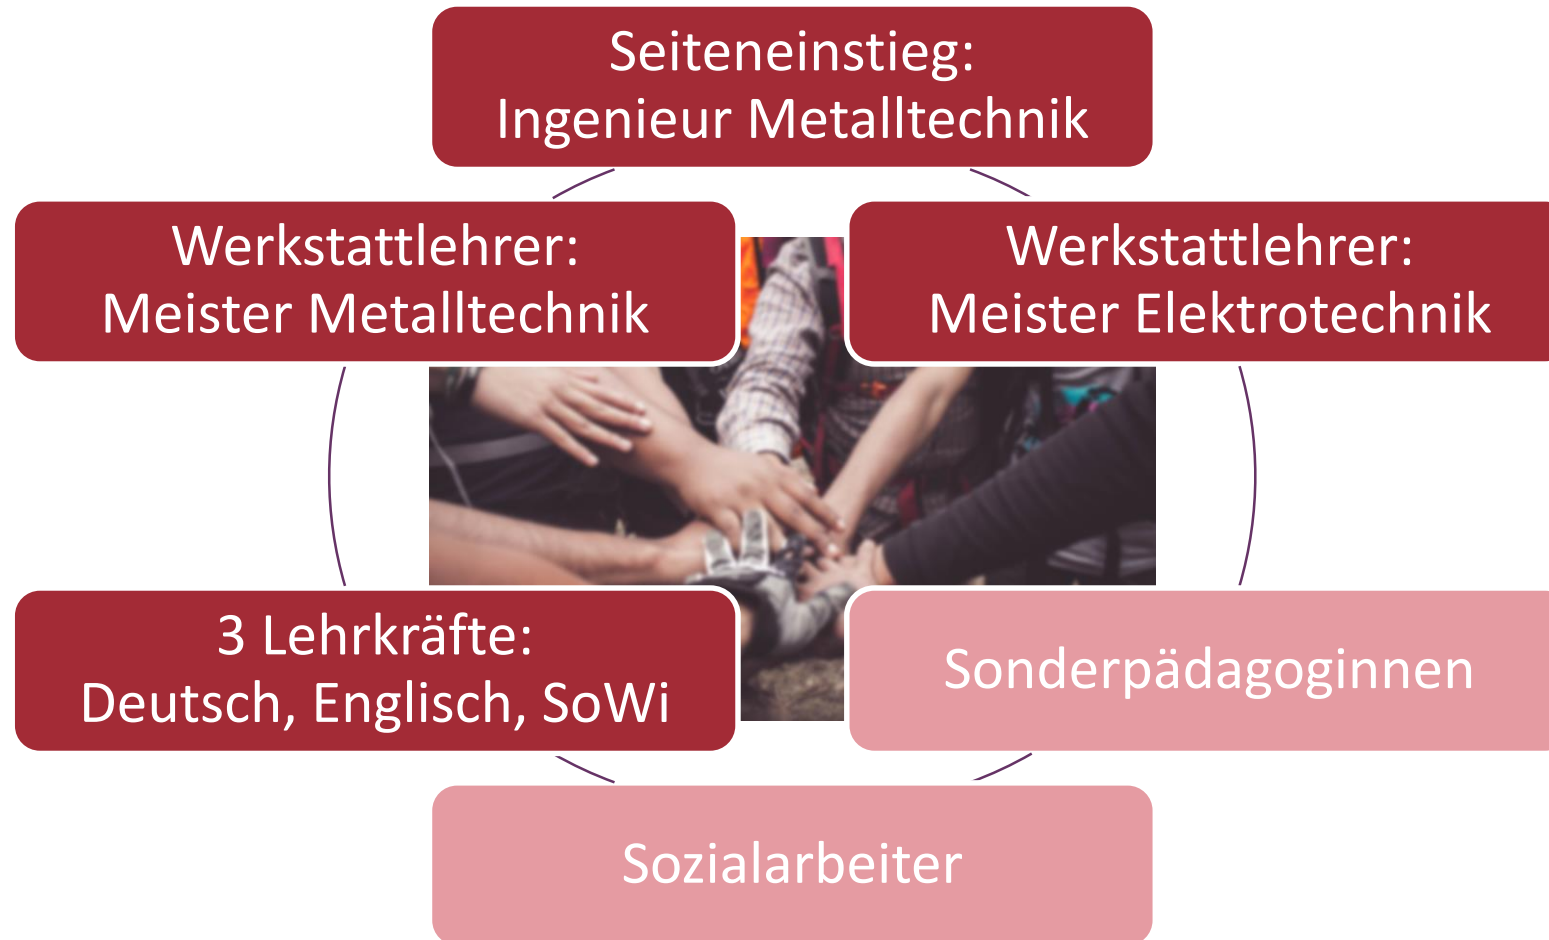 Seiteneinstieg:
Ingenieur Metalltechnik
Werkstattlehrer:
Meister Metalltechnik
Werkstattlehrer:
Meister Elektrotechnik
3 Lehrkräfte:
Deutsch, Englisch, SoWi
Sonderpädagoginnen
Sozialarbeiter